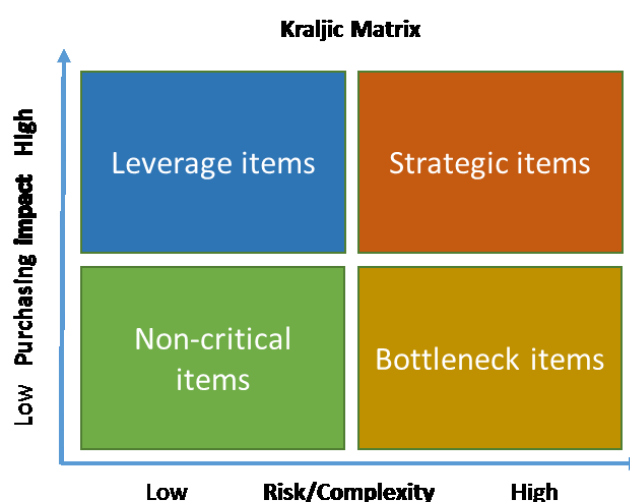 Kraljic Matrix
Low Purchasing impact High
Leverage items
Strategic items
Non-critical
items
Bottleneck items
Low Risk/Complexity High